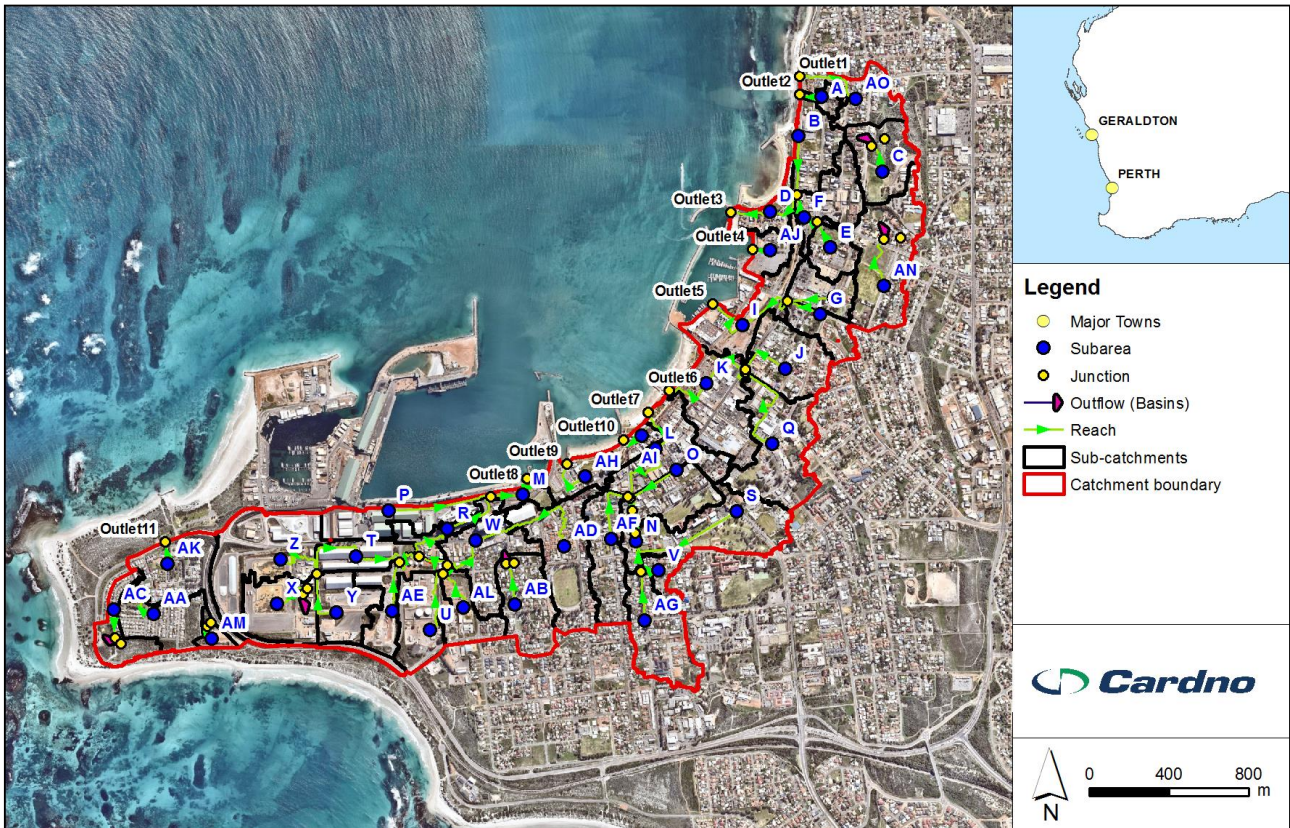 Outlet1
Outlet2
A
AO
B
C
D
F
Outlet3
AJ
E
Outlet4
AN
Outlet5
I
G
K
J
Outlet6
Outlet7
Outlet10
L
Q
AI
O
Outlet9
AH
Outlet8
M
S
P
R
W
AD
AF
N
V
Outlet11
AK
Z
T
AC
AA
X
Y
AE
AL
AB
AG
U
AM
GERALDTON
PERTH
Legend
Major Towns
Subarea
Junction
Outflow (Basins)
Reach
Sub-catchments
Catchment boundary
Cardno
N
0 400 800
m